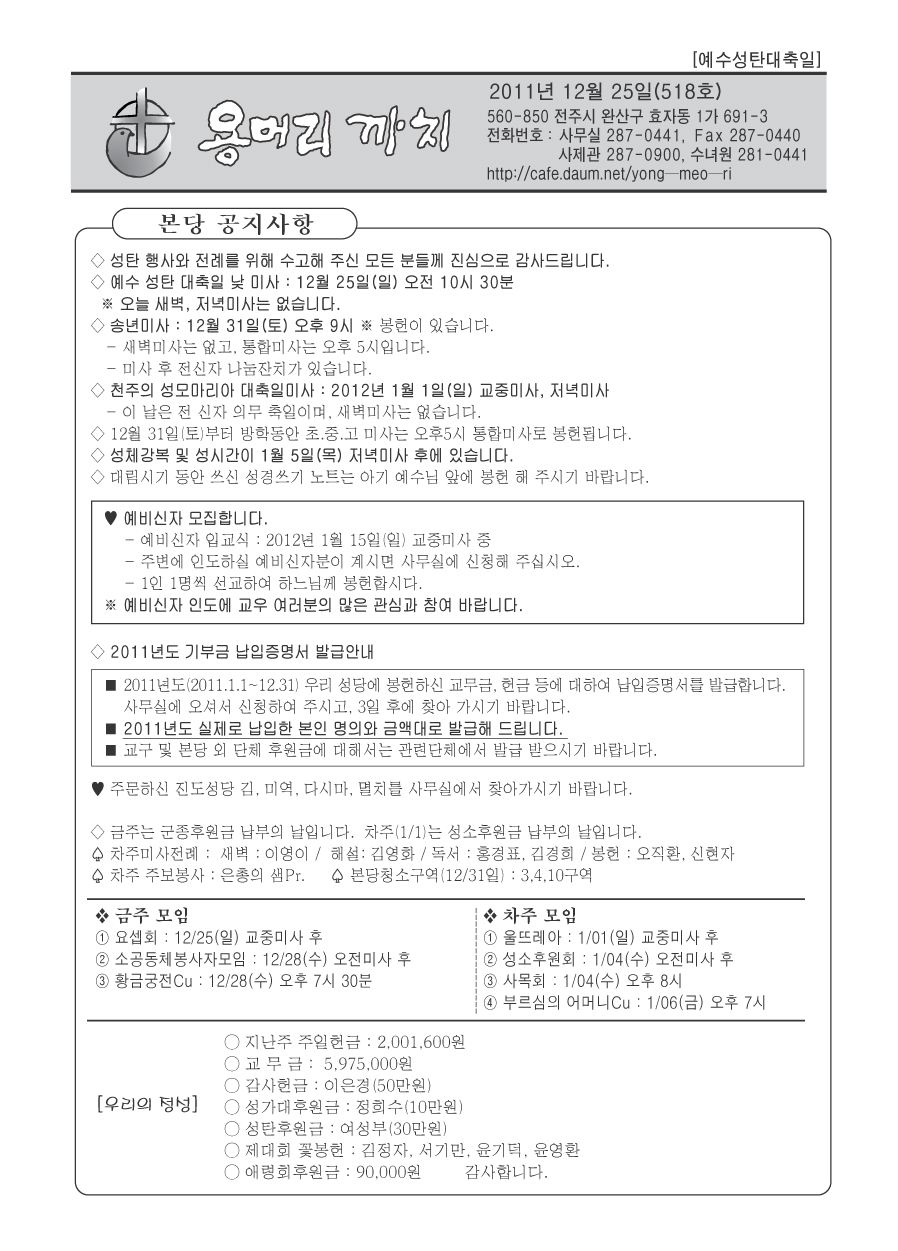 [예수성탄대축일]
용머리 까치
2011년 12월 25일(518호)
560-850 전주시 완산구 효자동 1가 691-3
전화번호 : 사무실 287-0441, Fax 287-0440
사제관 287-0900, 수녀원 281-0441
http://cafe.daum.net/yong―meo―ri
본당 공지사항
◇ 성탄 행사와 전례를 위해 수고해 주신 모든 분들께 진심으로 감사드립니다.
◇ 예수 성탄 대축일 낮 미사 : 12월 25일(일) 오전 10시 30분
※ 오늘 새벽, 저녁미사는 없습니다.
◇ 송년미사 : 12월 31일(토) 오후 9시 ※ 봉헌이 있습니다.
- 새벽미사는 없고, 통합미사는 오후 5시입니다.
- 미사 후 전신자 나눔잔치가 있습니다.
◇ 천주의 성모마리아 대축일미사 : 2012년 1월 1일(일) 교중미사, 저녁미사
- 이 날은 전 신자 의무 축일이며, 새벽미사는 없습니다.
◇ 12월 31일(토)부터 방학동안 초.중.고 미사는 오후5시 통합미사로 봉헌됩니다.
◇ 성체강복 및 성시간이 1월 5일(목) 저녁미사 후에 있습니다.
◇ 대림시기 동안 쓰신 성경쓰기 노트는 아기 예수님 앞에 봉헌 해 주시기 바랍니다.
♥ 예비신자 모집합니다.
- 예비신자 입교식 : 2012년 1월 15일(일) 교중미사 중
- 주변에 인도하실 예비신자분이 계시면 사무실에 신청해 주십시오.
- 1인 1명씩 선교하여 하느님께 봉헌합시다.
※ 예비신자 인도에 교우 여러분의 많은 관심과 참여 바랍니다.
◇ 2011년도 기부금 납입증명서 발급안내
■ 2011년도(2011.1.1~12.31) 우리 성당에 봉헌하신 교무금, 헌금 등에 대하여 납입증명서를 발급합니다.
사무실에 오셔서 신청하여 주시고, 3일 후에 찾아 가시기 바랍니다.
■ 2011년도 실제로 납입한 본인 명의와 금액대로 발급해 드립니다.
■ 교구 및 본당 외 단체 후원금에 대해서는 관련단체에서 발급 받으시기 바랍니다.
♥ 주문하신 진도성당 김, 미역, 다시마, 멸치를 사무실에서 찾아가시기 바랍니다.
◇ 금주는 군종후원금 납부의 날입니다. 차주(1/1)는 성소후원금 납부의 날입니다.
♤ 차주미사전례 : 새벽 : 이영이 / 해설: 김영화 / 독서 : 홍경표, 김경희 / 봉헌 : 오직환, 신현자
♤ 차주 주보봉사 : 은총의 샘Pr. ♤ 본당청소구역(12/31일) : 3,4,10구역
❖ 금주 모임
① 요셉회 : 12/25(일) 교중미사 후
② 소공동체봉사자모임 : 12/28(수) 오전미사 후
③ 황금궁전Cu : 12/28(수) 오후 7시 30분
❖ 차주 모임
① 울뜨레아 : 1/01(일) 교중미사 후
② 성소후원회 : 1/04(수) 오전미사 후
③ 사목회 : 1/04(수) 오후 8시
④ 부르심의 어머니Cu : 1/06(금) 오후 7시
[우리의 정성]
○ 지난주 주일헌금 : 2,001,600원
○ 교 무 금 : 5,975,000원
○ 감사헌금 : 이은경(50만원)
○ 성가대후원금 : 정희수(10만원)
○ 성탄후원금 : 여성부(30만원)
○ 제대회 꽃봉헌 : 김정자, 서기만, 윤기덕, 윤영환
○ 애령회후원금 : 90,000원 감사합니다.